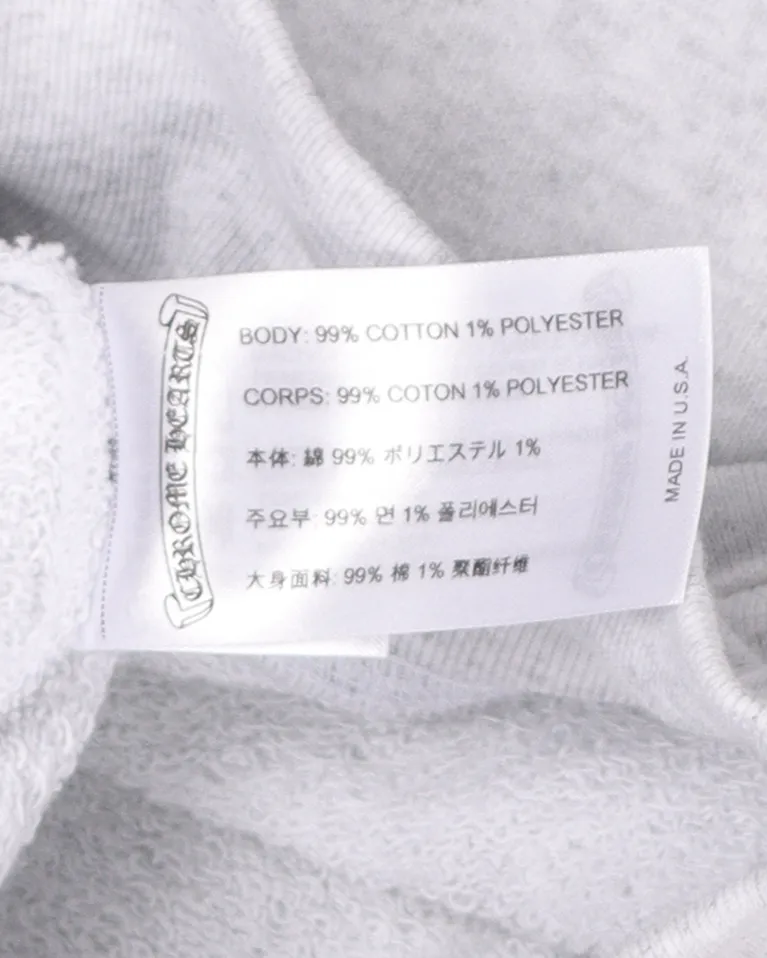 CHROME HEARTS
BODY: 99% COTTON 1% POLYESTER
CORPS: 99% COTON 1% POLYESTER
本体: 綿 99% ポリエステル 1%
주요부: 99% 면 1% 폴리에스터
大身面料: 99% 棉 1% 聚酯纤维
MADE IN U.S.A.